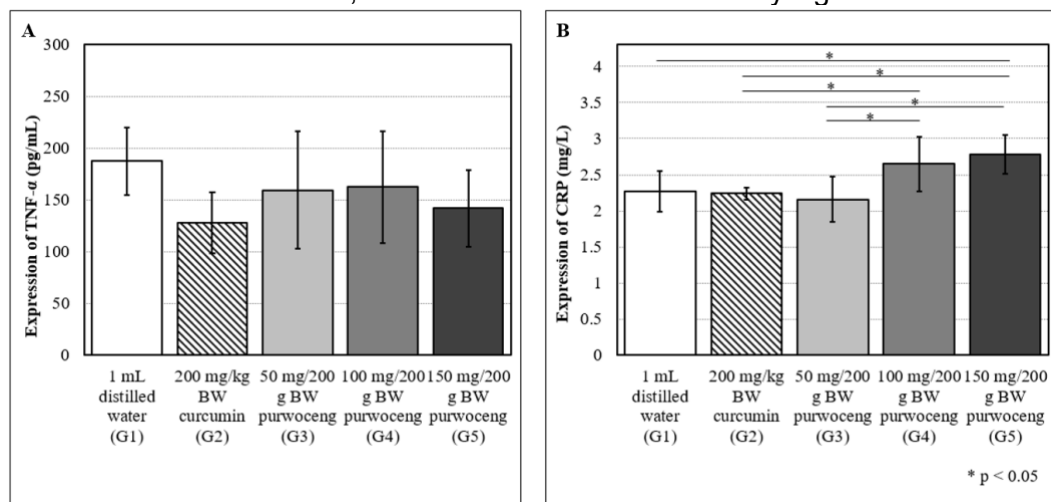 A
300
250
200
150
100
50
0
Expression of TNF-α (pg/mL)
1 mL distilled water (G1)
200 mg/kg BW curcumin (G2)
50 mg/200 g BW purwoceng (G3)
100 mg/200 g BW purwoceng (G4)
150 mg/200 g BW purwoceng (G5)
B
4
3.5
3
2.5
2
1.5
1
0.5
0
Expression of CRP (mg/L)
*
*
*
*
*
1 mL distilled water (G1)
200 mg/kg BW curcumin (G2)
50 mg/200 g BW purwoceng (G3)
100 mg/200 g BW purwoceng (G4)
150 mg/200 g BW purwoceng (G5)
* p < 0.05